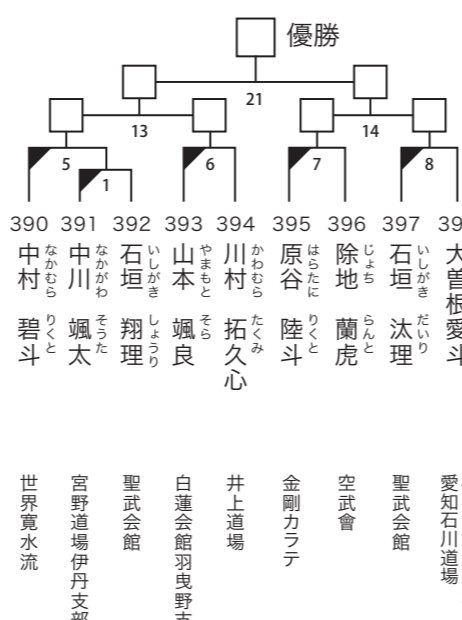 優勝
21
13
14
5
6
7
8
1
390
391
392
393
394
395
396
397
中村 碧斗
なかむら りくと
中川 颯太
なかがわ そうた
石垣 翔理
いしがき しょうり
山本 颯良
やまもと そら
川村 拓久心
かわむら たくみ
原谷 陸斗
はらたに りくと
除地 蘭虎
じょち らんと
石垣 汰理
いしがき だいり
大曽根愛斗
世界寛水流
宮野道場伊丹支部
聖武会館
白蓮会館羽曳野支
井上道場
金剛カラテ
空武會
聖武会館
愛知石川道場